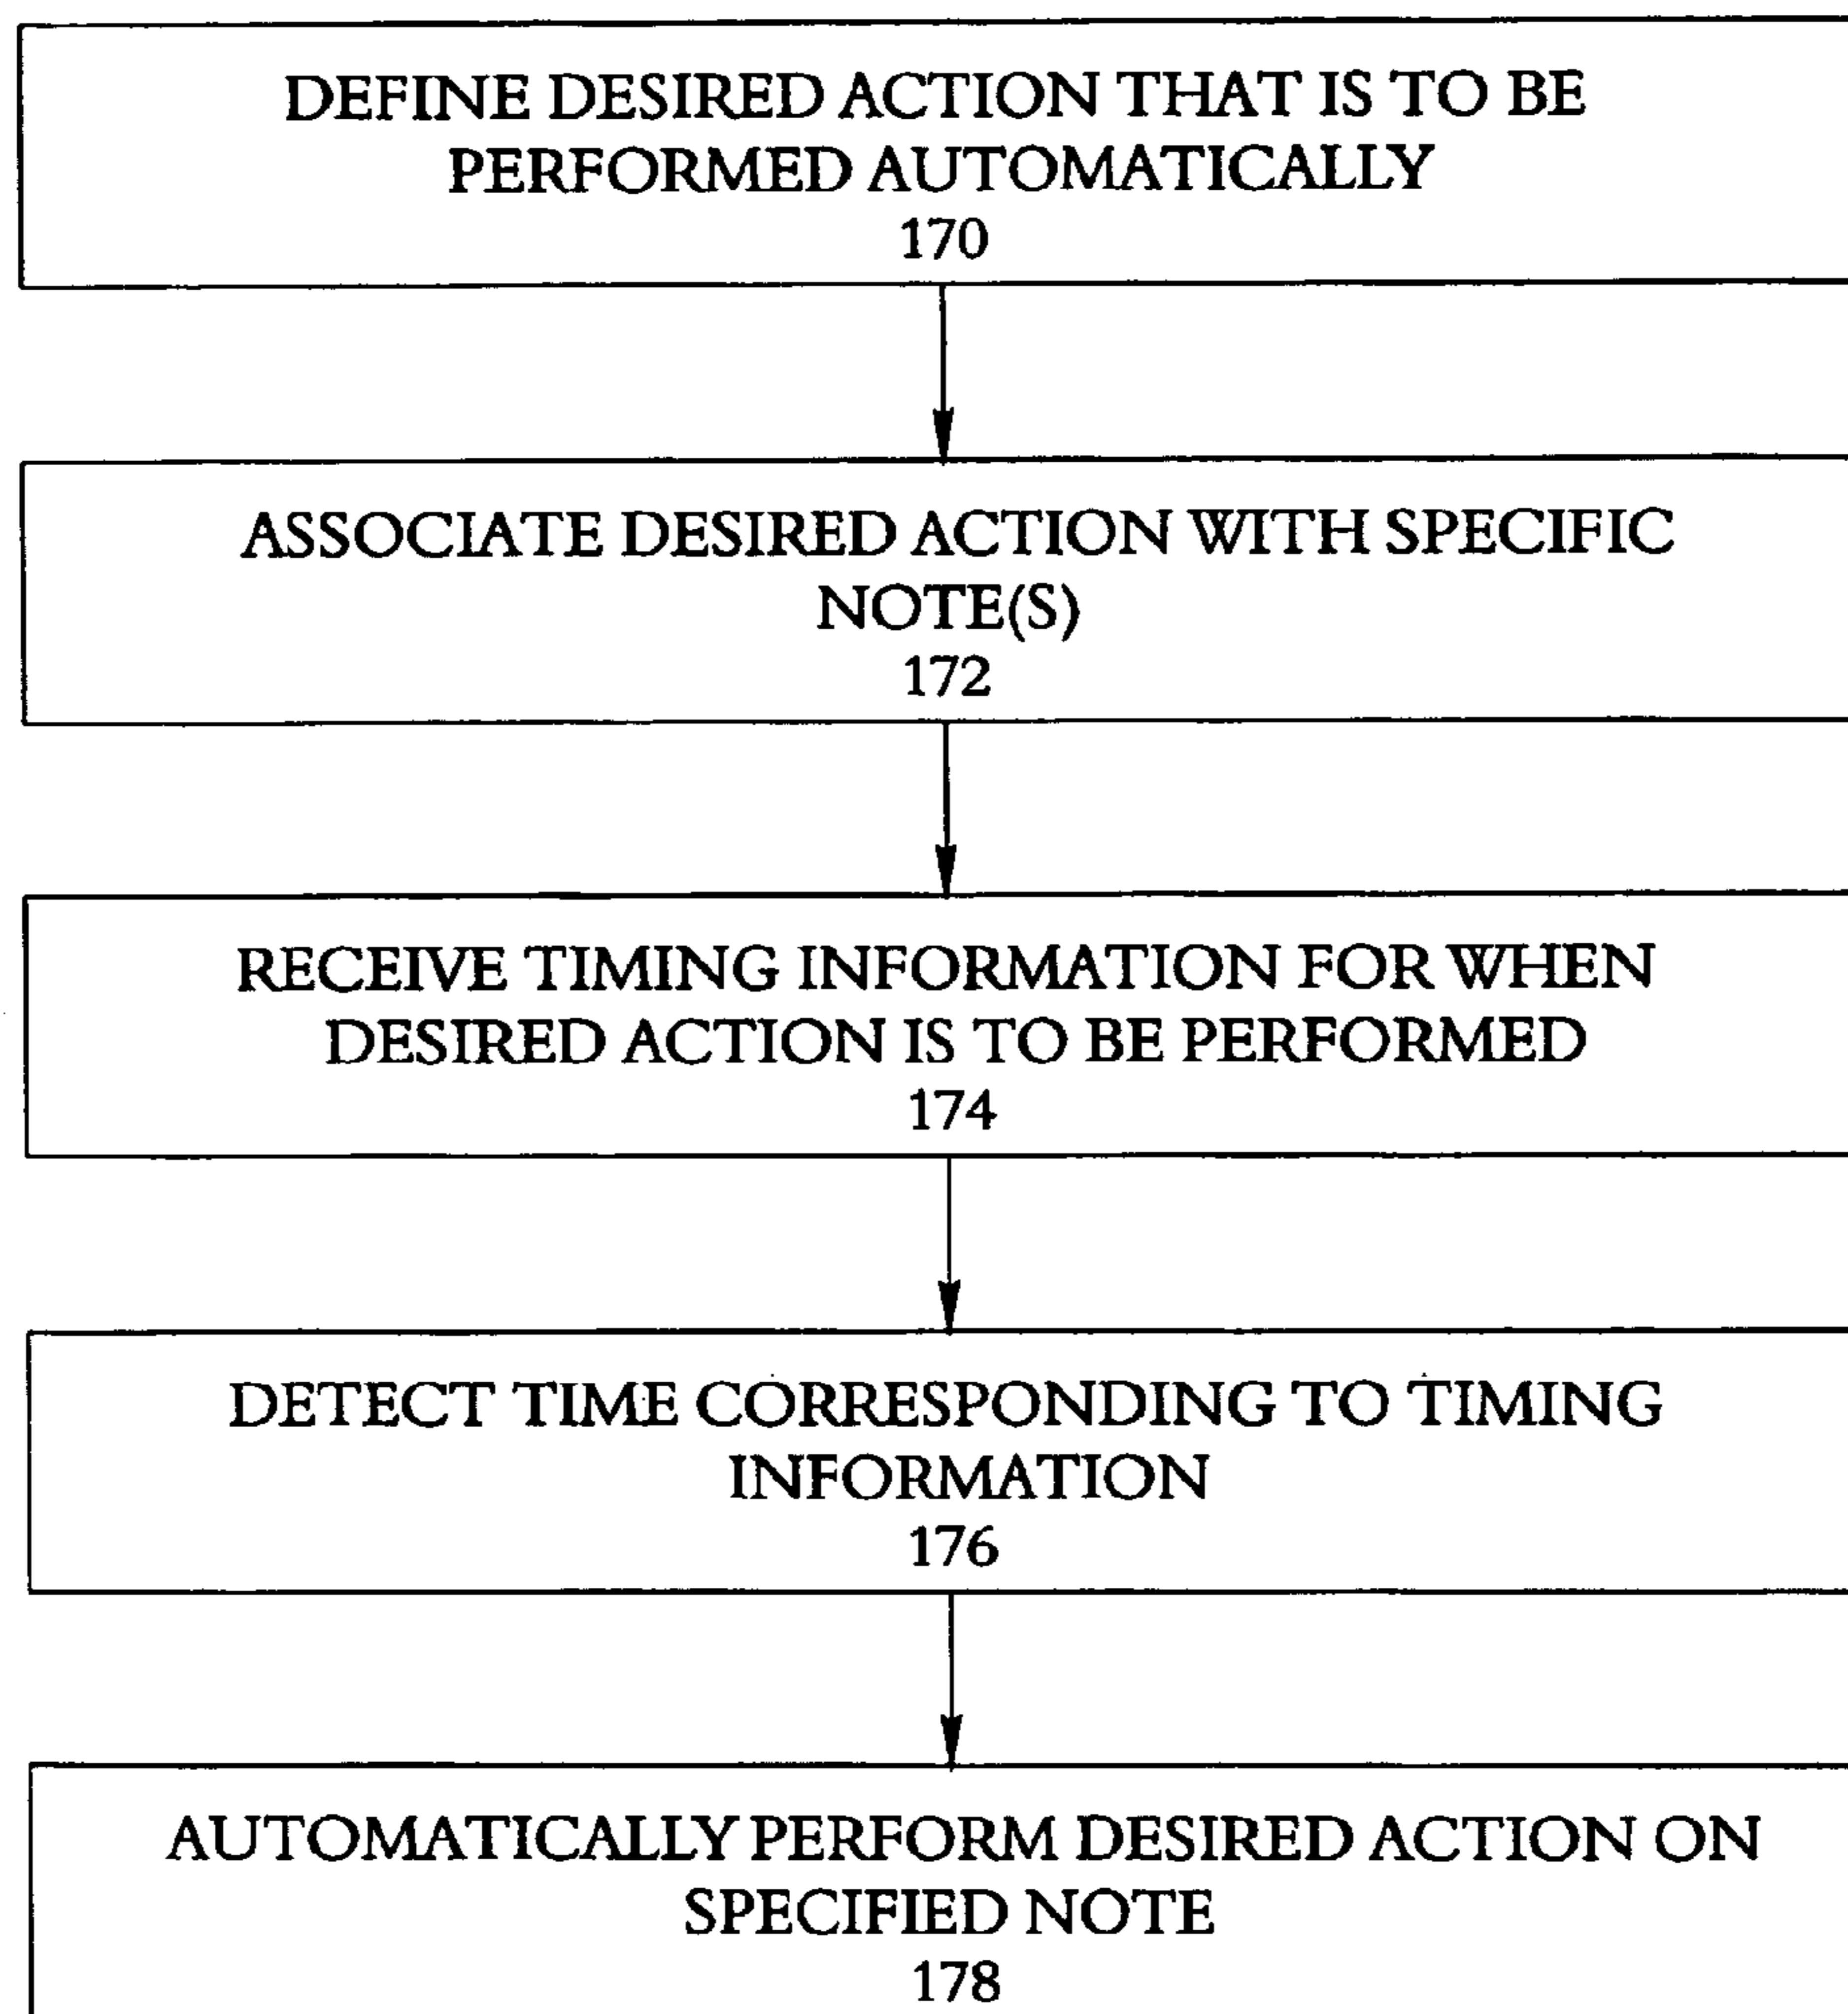 DEFINE DESIRED ACTION THAT IS TO BE
PERFORMED AUTOMATICALLY
170
ASSOCIATE DESIRED ACTION WITH SPECIFIC
NOTE(S)
172
RECEIVE TIMING INFORMATION FOR WHEN
DESIRED ACTION IS TO BE PERFORMED
174
DETECT TIME CORRESPONDING TO TIMING
INFORMATION
176
AUTOMATICALLY PERFORM DESIRED ACTION ON
SPECIFIED NOTE
178